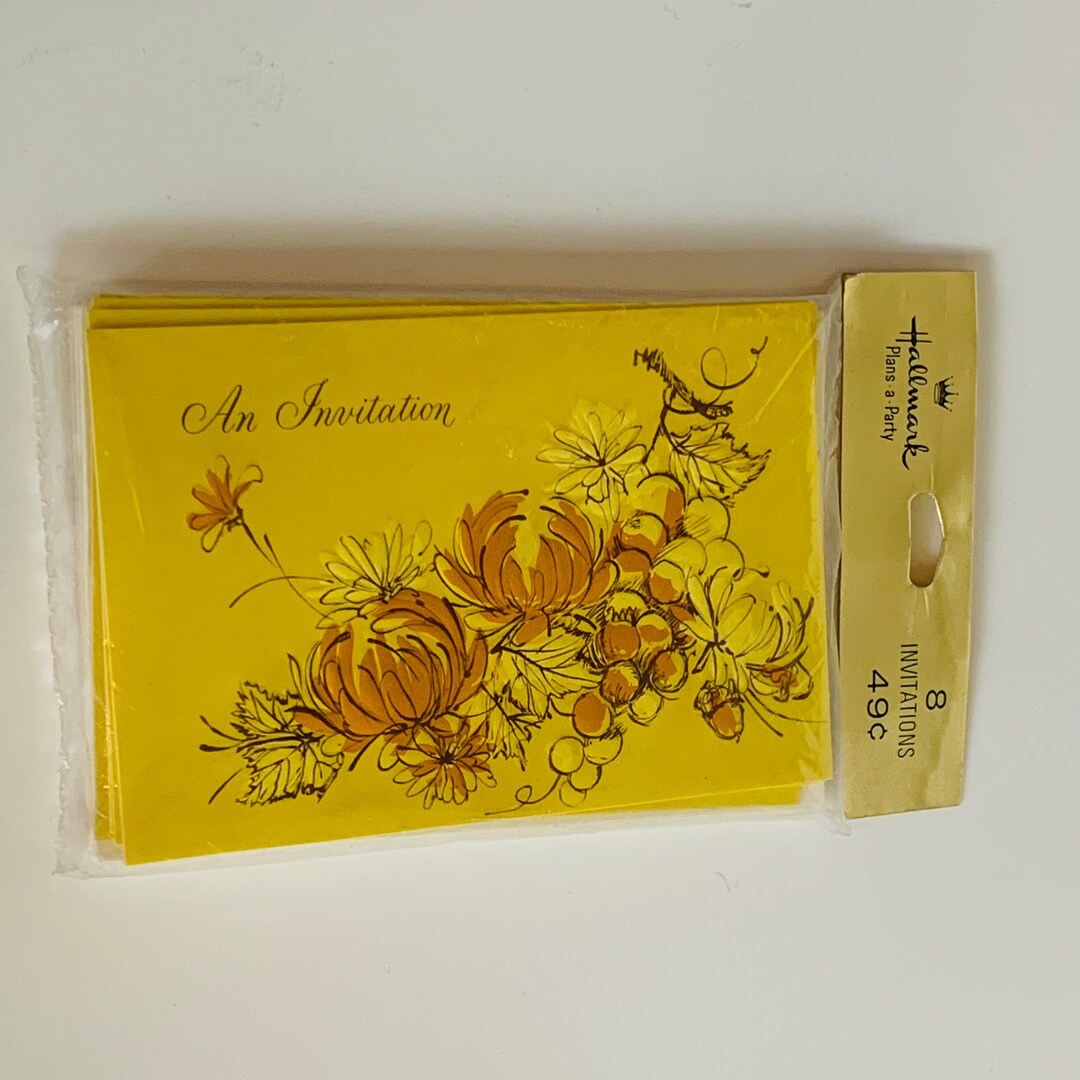 An Invitation
Hallmark
Plans-a-Party
8
INVITATIONS
49¢